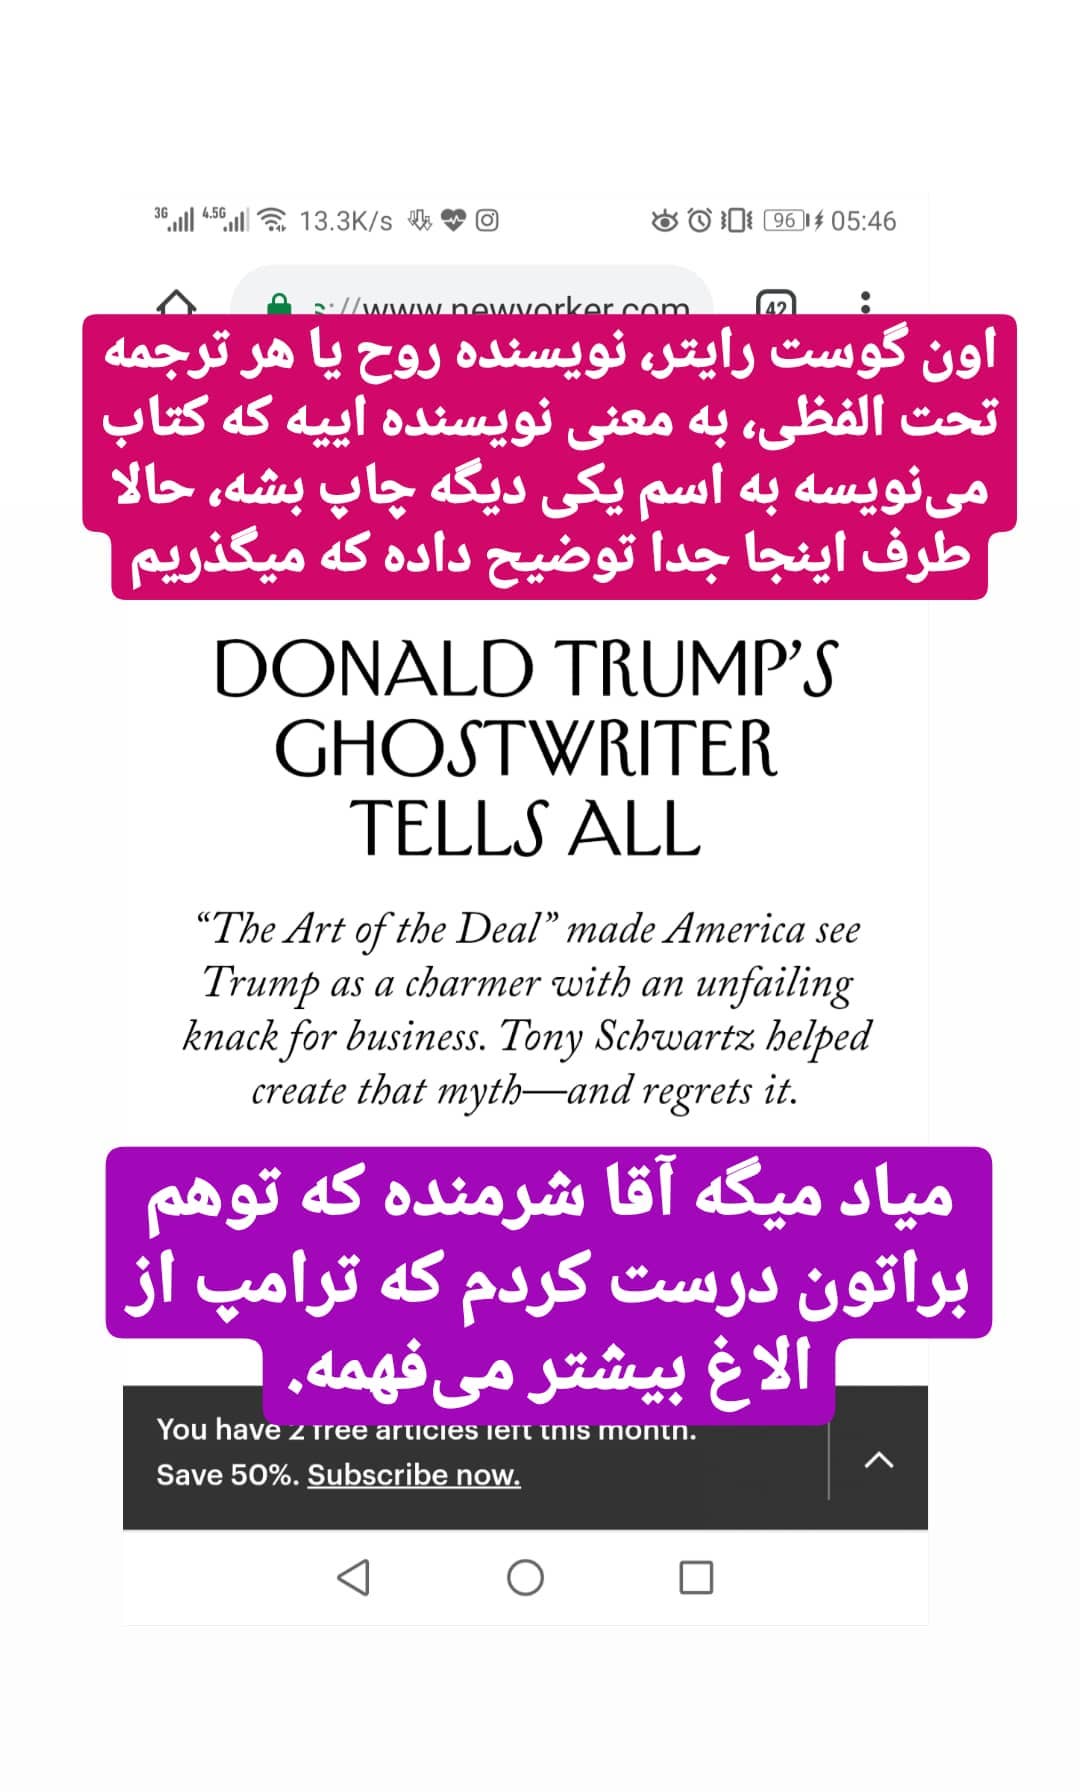 3G 4.5G 13.3K/s 96 05:46
://www.newyorker.com 42
اون گوست رایتر، نویسنده روح یا هر ترجمه
تحت الفظی، به معنی نویسنده اییه که کتاب
می‌نویسه به اسم یکی دیگه چاپ بشه، حالا
طرف اینجا جدا توضیح داده که میگذریم
DONALD TRUMP’S
GHOSTWRITER
TELLS ALL
“The Art of the Deal” made America see
Trump as a charmer with an unfailing
knack for business. Tony Schwartz helped
create that myth—and regrets it.
میاد میگه آقا شرمنده که توهم
براتون درست کردم که ترامپ از
الاغ بیشتر می‌فهمه.
You have 2 free articles left this month.
Save 50%. Subscribe now.